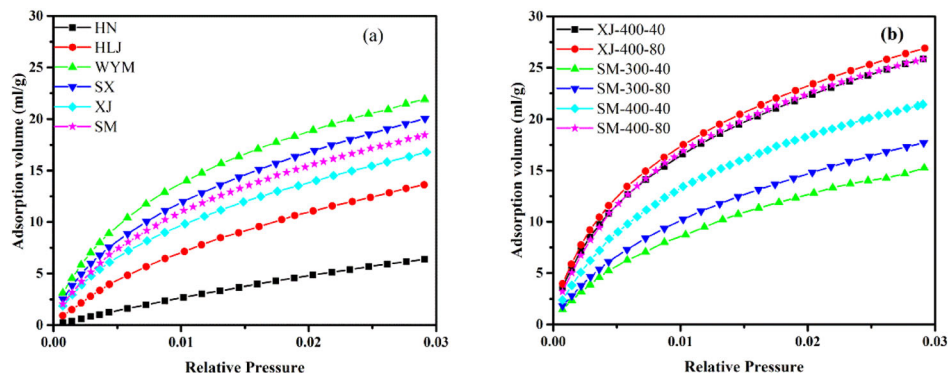 (a)
HN
HLJ
WYM
SX
XJ
SM
30
25
20
15
10
5
0
Adsorption volume (ml/g)
0.00
0.01
0.02
0.03
Relative Pressure
(b)
XJ-400-40
XJ-400-80
SM-300-40
SM-300-80
SM-400-40
SM-400-80
30
25
20
15
10
5
0
Adsorption volume (ml/g)
0.00
0.01
0.02
0.03
Relative Pressure